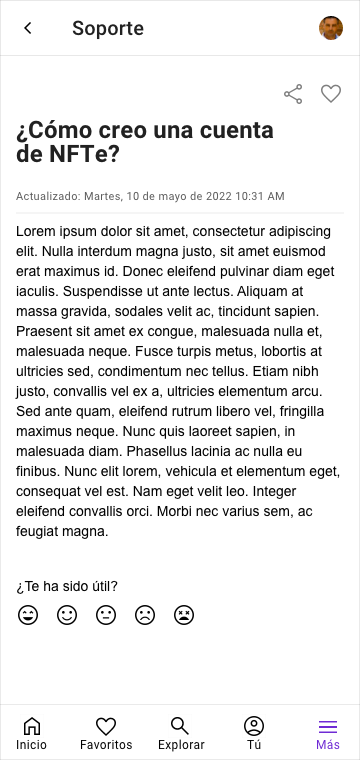 Soporte
¿Cómo creo una cuenta
de NFTe?
Actualizado: Martes, 10 de mayo de 2022 10:31 AM
Lorem ipsum dolor sit amet, consectetur adipiscing
elit. Nulla interdum magna justo, sit amet euismod
erat maximus id. Donec eleifend pulvinar diam eget
iaculis. Suspendisse ut ante lectus. Aliquam at
massa gravida, sodales velit ac, tincidunt sapien.
Praesent sit amet ex congue, malesuada nulla et,
malesuada neque. Fusce turpis metus, lobortis at
ultricies sed, condimentum nec tellus. Etiam nibh
justo, convallis vel ex a, ultricies elementum arcu.
Sed ante quam, eleifend rutrum libero vel, fringilla
maximus neque. Nunc quis laoreet sapien, in
malesuada diam. Phasellus lacinia ac nulla eu
finibus. Nunc elit lorem, vehicula et elementum eget,
consequat vel est. Nam eget velit leo. Integer
eleifend convallis orci. Morbi nec varius sem, ac
feugiat magna.
¿Te ha sido útil?
Inicio
Favoritos
Explorar
Tú
Más